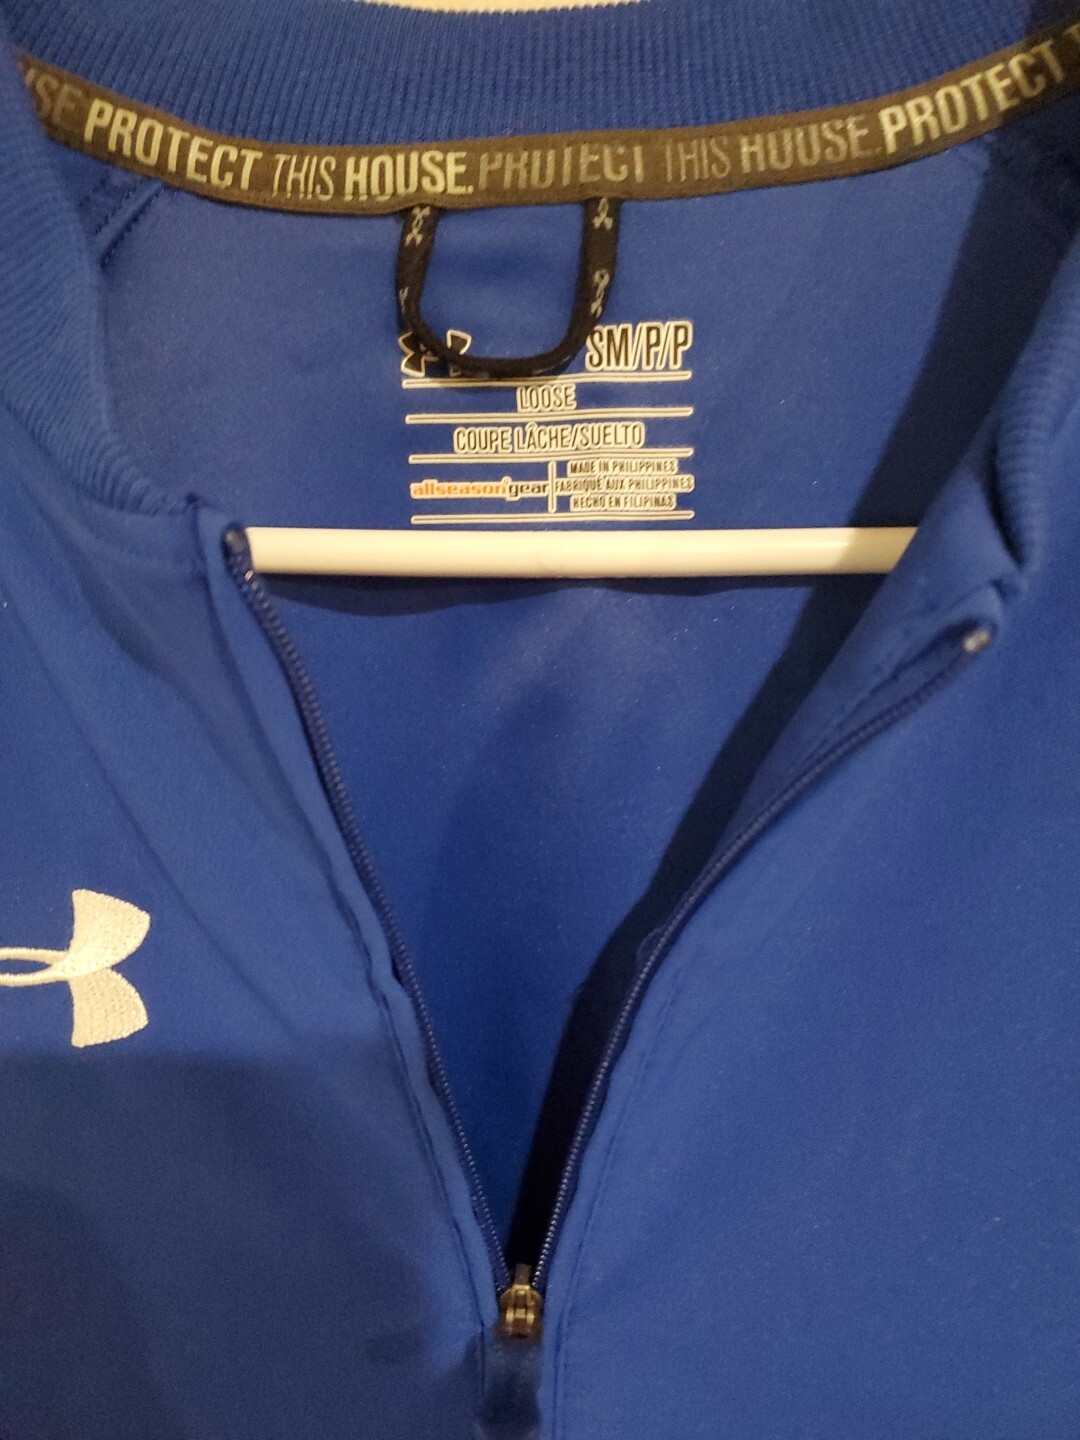 SE PROTECT THIS HOUSE. PROTECT THIS HOUSE. PROTECT T
SM/P/P
LOOSE
COUPE LÂCHE/SUELTO
allseasongear
MADE IN PHILIPPINES
FABRIQUÉ AUX PHILIPPINES
HECHO EN FILIPINAS